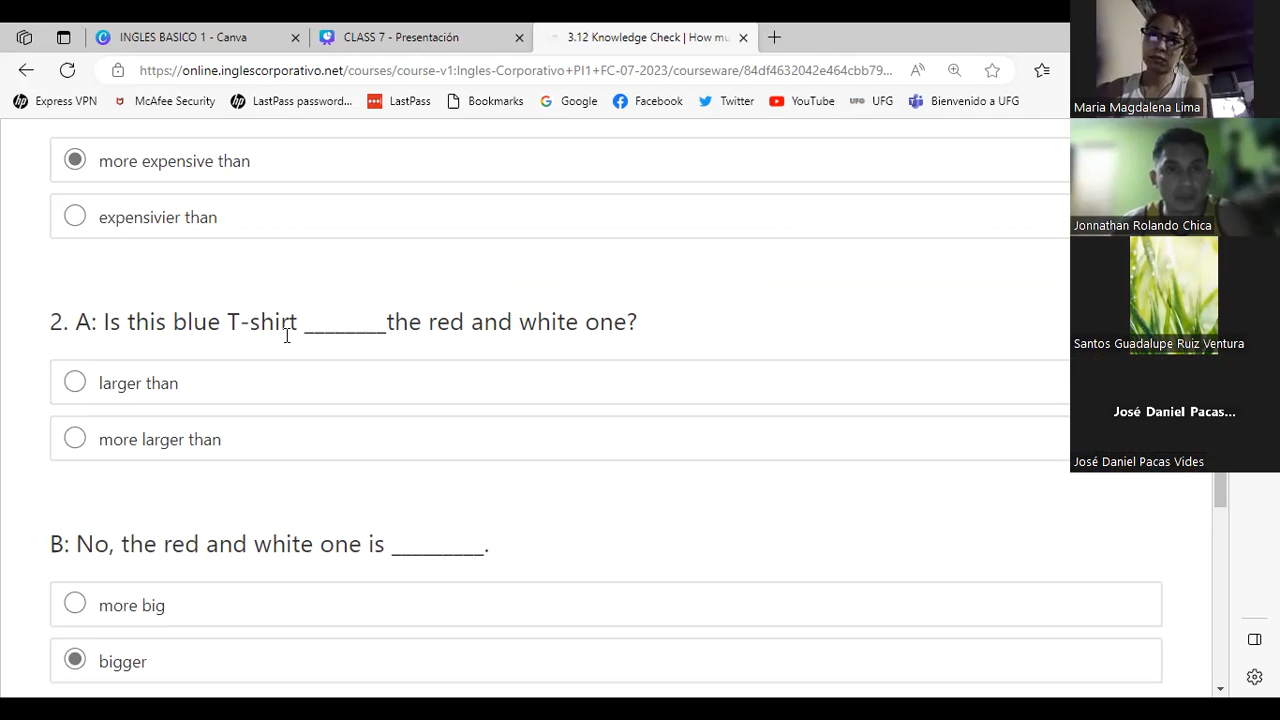 INGLES BASICO 1 - Canva
CLASS 7 - Presentación
3.12 Knowledge Check | How mu
https://online.inglescorporativo.net/courses/course-v1:Ingles-Corporativo+PI1+FC-07-2023/courseware/84df4632042e464cbb79...
Express VPN
McAfee Security
LastPass password...
LastPass
Bookmarks
Google
Facebook
Twitter
YouTube
UFG
UFG
Bienvenido a UFG
more expensive than
expensivier than
2. A: Is this blue T-shirt ________the red and white one?
larger than
more larger than
B: No, the red and white one is _________.
more big
bigger
Maria Magdalena Lima
Jonnathan Rolando Chica
Santos Guadalupe Ruiz Ventura
José Daniel Pacas...
José Daniel Pacas Vides